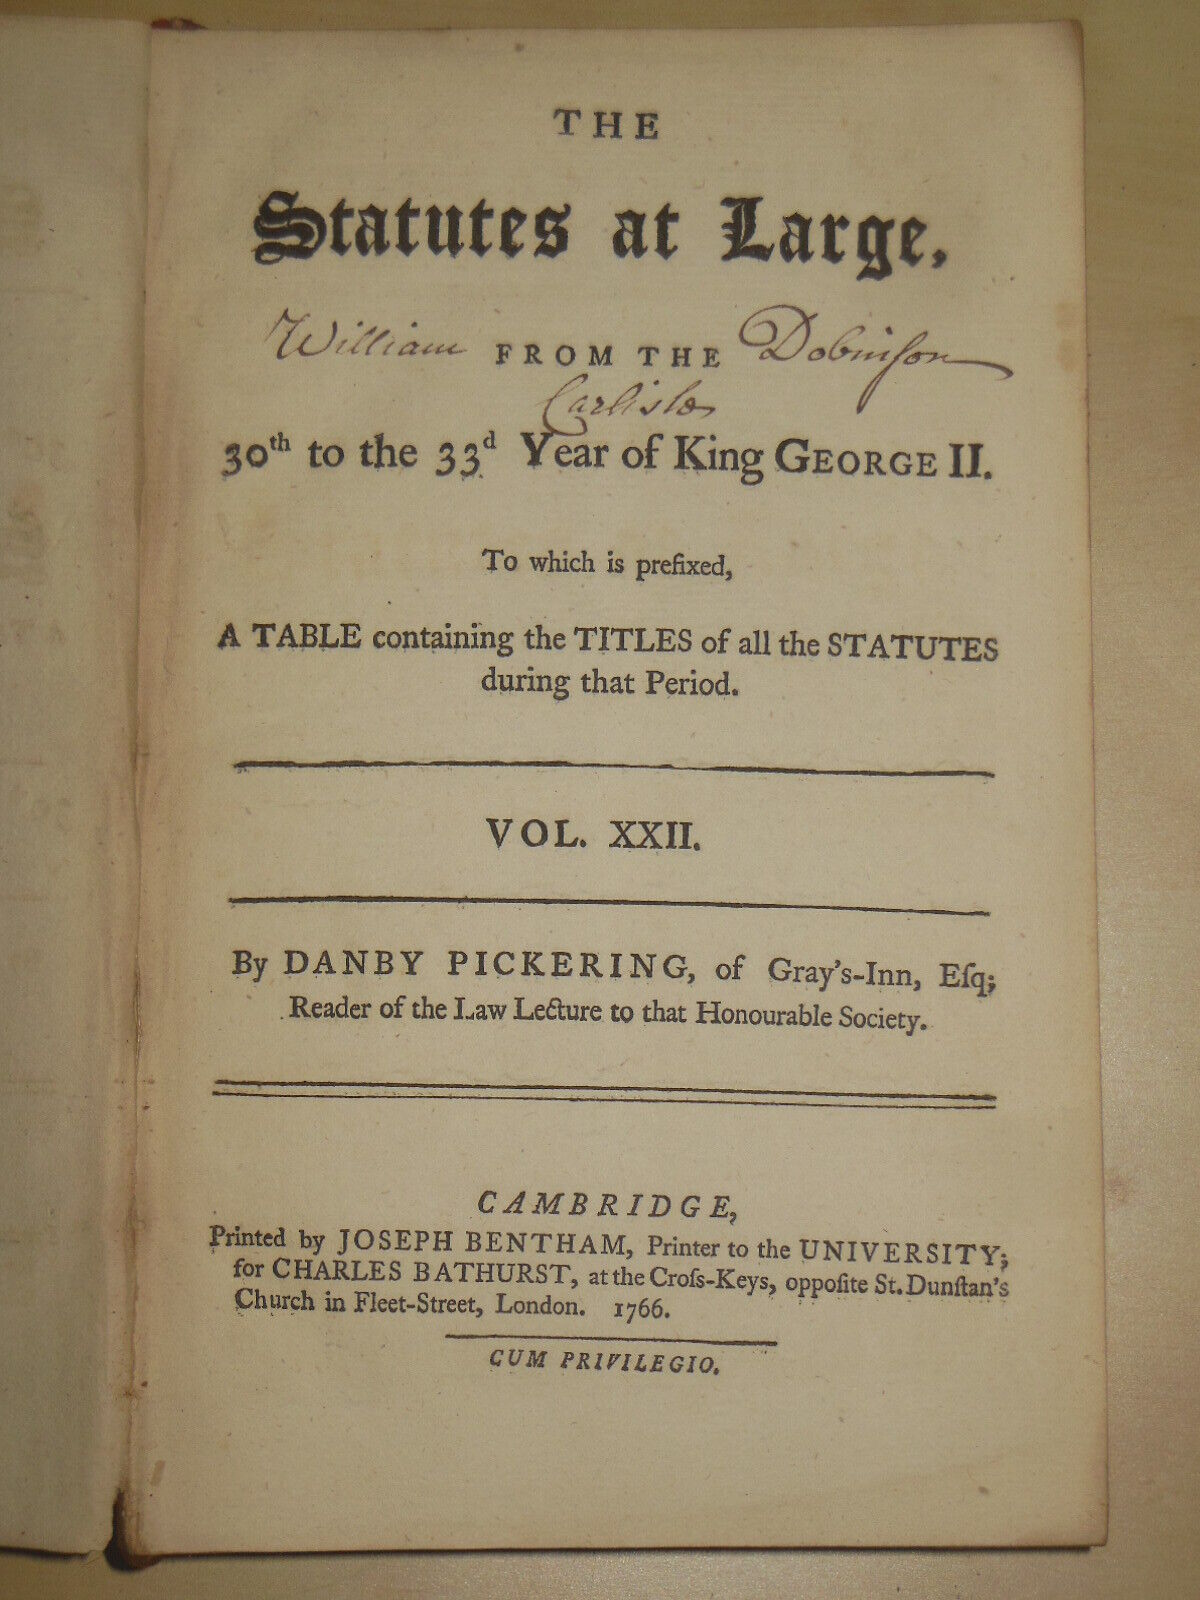 THE
Statutes at Large,
William FROM THE Dobinſon
Carlisle
30th to the 33d Year of King GEORGE II.
To which is prefixed,
A TABLE containing the TITLES of all the STATUTES
during that Period.
VOL. XXII.
By DANBY PICKERING, of Gray's-Inn, Eſq;
Reader of the Law Lecture to that Honourable Society.
CAMBRIDGE,
Printed by JOSEPH BENTHAM, Printer to the UNIVERSITY;
for CHARLES BATHURST, at the Croſs-Keys, oppoſite St. Dunſtan's
Church in Fleet-Street, London. 1766.
CUM PRIVILEGIO.